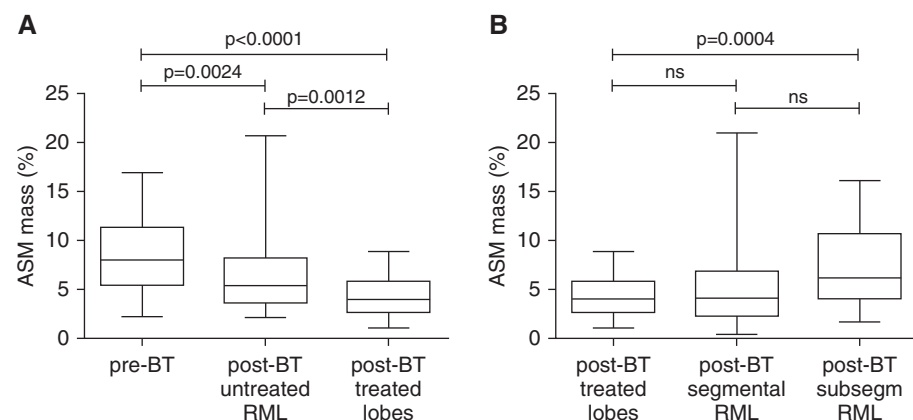 A
p<0.0001
p=0.0024
p=0.0012
ASM mass (%)
25
20
15
10
5
0
pre-BT
post-BT
untreated
RML
post-BT
treated
lobes
B
p=0.0004
ns
ns
ASM mass (%)
25
20
15
10
5
0
post-BT
treated
lobes
post-BT
segmental
RML
post-BT
subsegm
RML